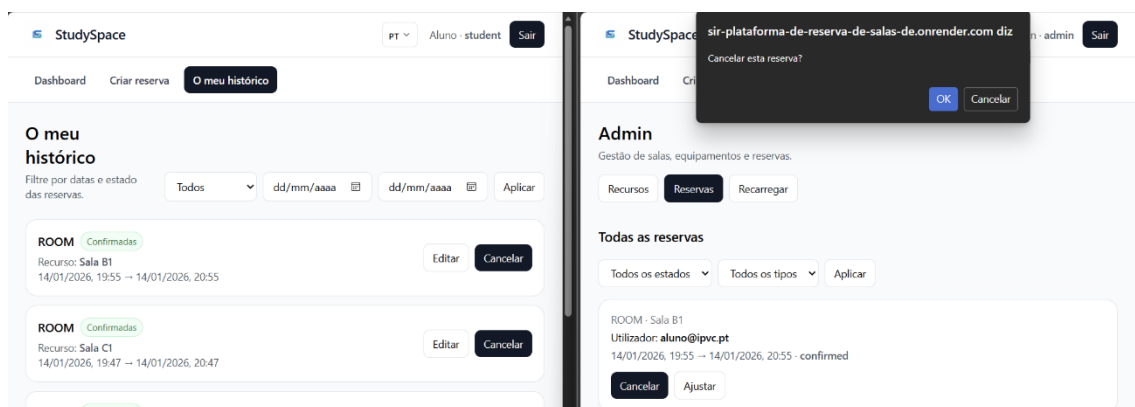 StudySpace
PT
Aluno · student
Sair
Dashboard
Criar reserva
O meu histórico
O meu
histórico
Filtre por datas e estado
das reservas.
Todos
dd/mm/aaaa
dd/mm/aaaa
Aplicar
ROOM
Confirmadas
Recurso: Sala B1
14/01/2026, 19:55 → 14/01/2026, 20:55
Editar
Cancelar
ROOM
Confirmadas
Recurso: Sala C1
14/01/2026, 19:47 → 14/01/2026, 20:47
Editar
Cancelar
StudySpace
sir-plataforma-de-reserva-de-salas-de.onrender.com diz
Cancelar esta reserva?
OK
Cancelar
n · admin
Sair
Dashboard
Cri
Admin
Gestão de salas, equipamentos e reservas.
Recursos
Reservas
Recarregar
Todas as reservas
Todos os estados
Todos os tipos
Aplicar
ROOM · Sala B1
Utilizador: aluno@ipvc.pt
14/01/2026, 19:55 → 14/01/2026, 20:55 · confirmed
Cancelar
Ajustar